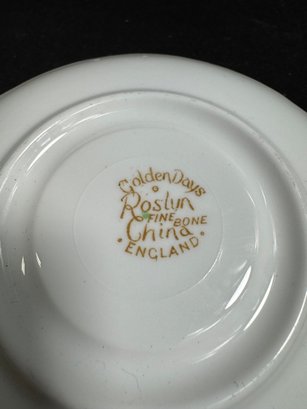 Golden Days
Roslyn
FINE BONE
China
ENGLAND